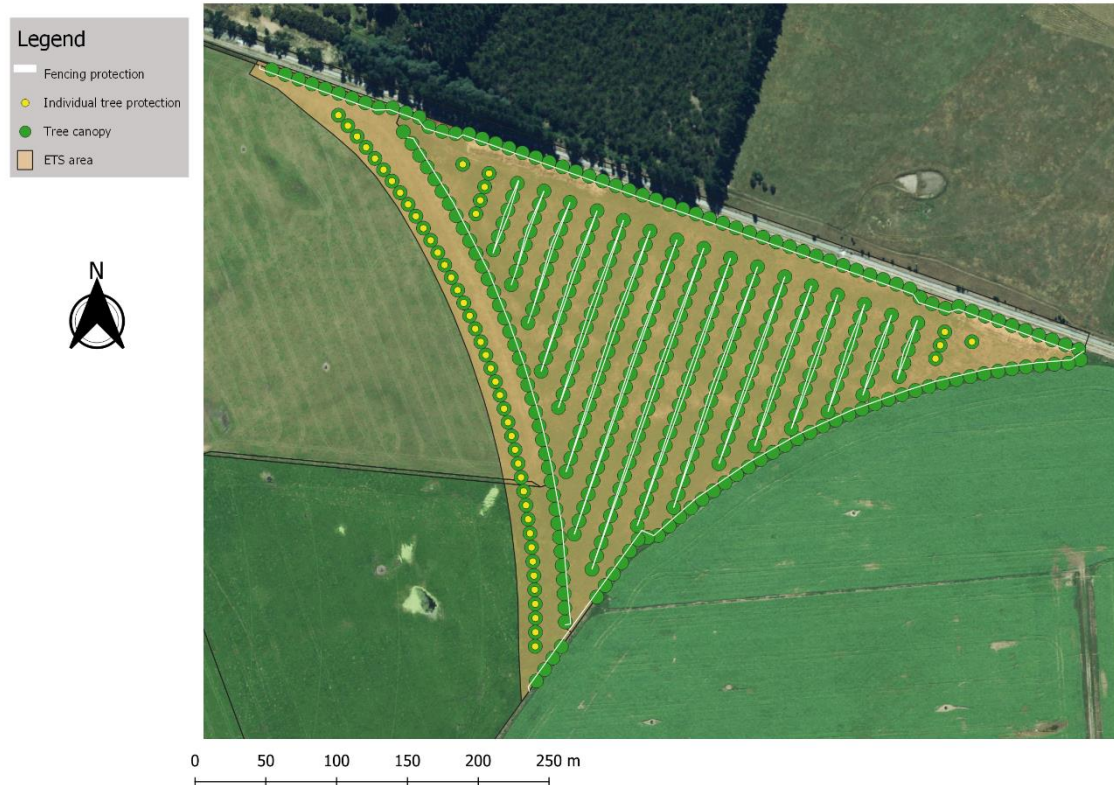 Legend
Fencing protection
Individual tree protection
Tree canopy
ETS area
N
0 50 100 150 200 250 m